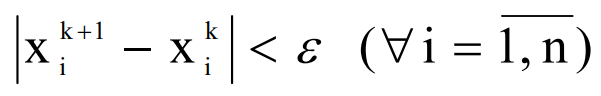 |x_i^{k+1} − x_i^k| < ε (∀i = \overline{1,n})